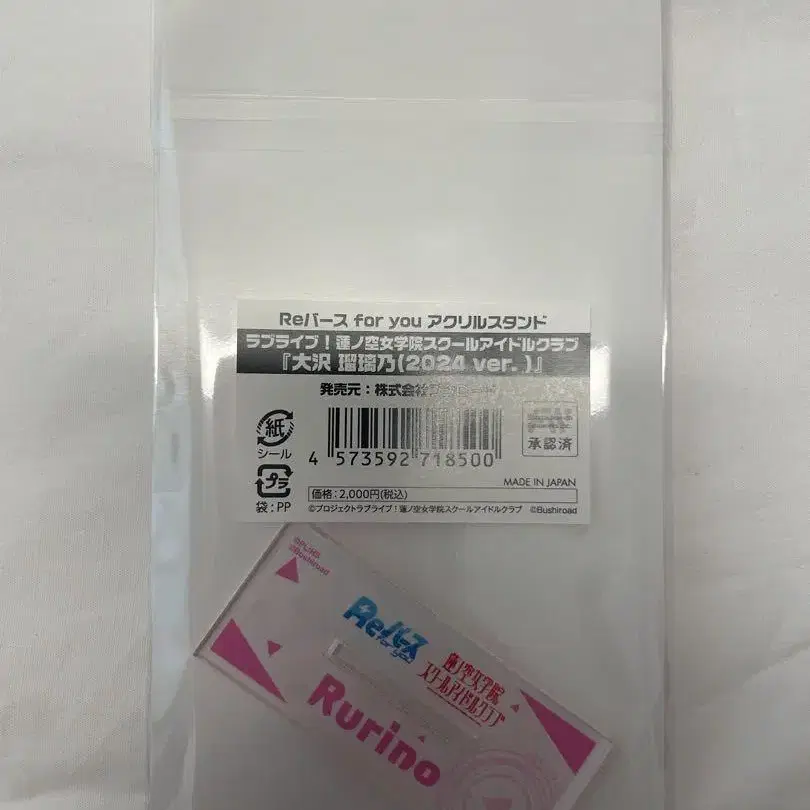 Reバース for you アクリルスタンド
ラブライブ！蓮ノ空女学院スクールアイドルクラブ
『大沢 瑠璃乃(2024 ver. )』
発売元：株式会社
紙
シール
プラ
袋：PP
4 573592 718500
承認済
MADE IN JAPAN
価格：2,000円(税込)
©プロジェクトラブライブ！蓮ノ空女学院スクールアイドルクラブ ©Bushiroad
©Bushiroad
Reバース
for you
蓮ノ空女学院
スクールアイドルクラブ
Rurino